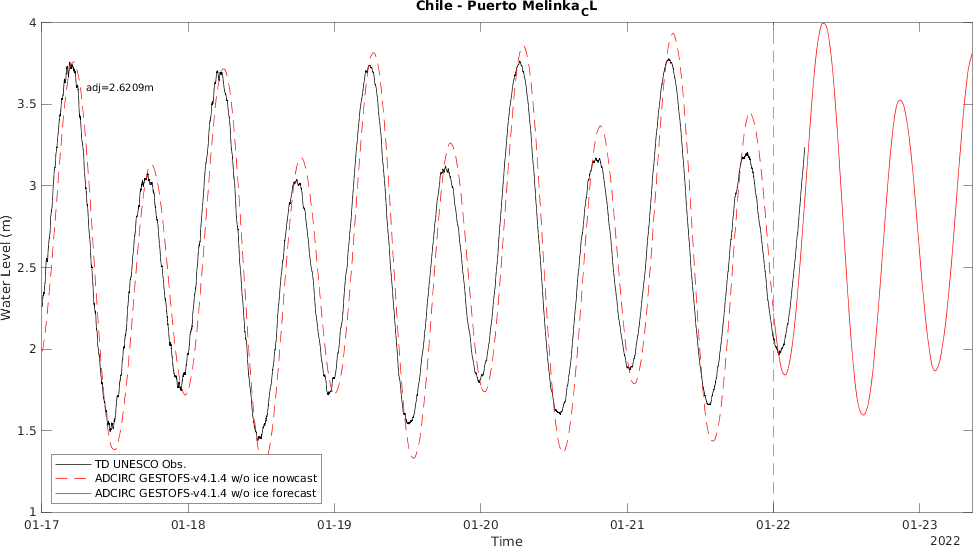 Chile - Puerto Melinka_CL
adj=2.6209m
Water Level (m)
4
3.5
3
2.5
2
1.5
1
TD UNESCO Obs.
ADCIRC GESTOFS-v4.1.4 w/o ice nowcast
ADCIRC GESTOFS-v4.1.4 w/o ice forecast
01-17 01-18 01-19 01-20 01-21 01-22 01-23
Time
2022